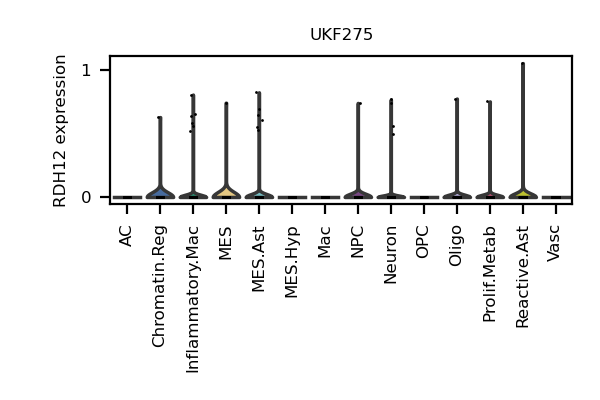 UKF275
RDH12 expression
1
0
AC
Chromatin.Reg
Inflammatory.Mac
MES
MES.Ast
MES.Hyp
Mac
NPC
Neuron
OPC
Oligo
Prolif.Metab
Reactive.Ast
Vasc